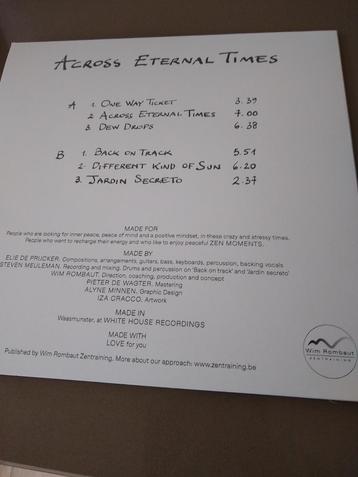 ACROSS ETERNAL TIMES
A 1. ONE WAY TICKET 3.39
2 ACROSS ETERNAL TIMES 7.00
3. DEW DROPS 6.38
B 1. BACK ON TRACK 5.51
2. DIFFERENT KIND OF SUN 6.20
3. JARDIN SECRETO 2.37
MADE FOR
People who are looking for inner peace, peace of mind and a positive mindset, in these crazy and stressy times.
People who want to recharge their energy and who like to enjoy peaceful ZEN MOMENTS.
MADE BY
ELIE DE PRIJCKER. Compositions, arrangements, guitars, bass, keyboards, percussion, backing vocals
STEVEN MEULEMAN. Recording and mixing. Drums and percussion on 'Back on track' and 'Jardin secreto'
WIM ROMBAUT. Direction, coaching, production and concept
PIETER DE WAGTER. Mastering
ALYNE MINNEN. Graphic Design
IZA CRACCO. Artwork
MADE IN
Waasmunster, at WHITE HOUSE RECORDINGS
MADE WITH
LOVE for you
Published by Wim Rombaut Zentraining. More about our approach: www.zentraining.be
Wim Rombaut
ZENTRAINING